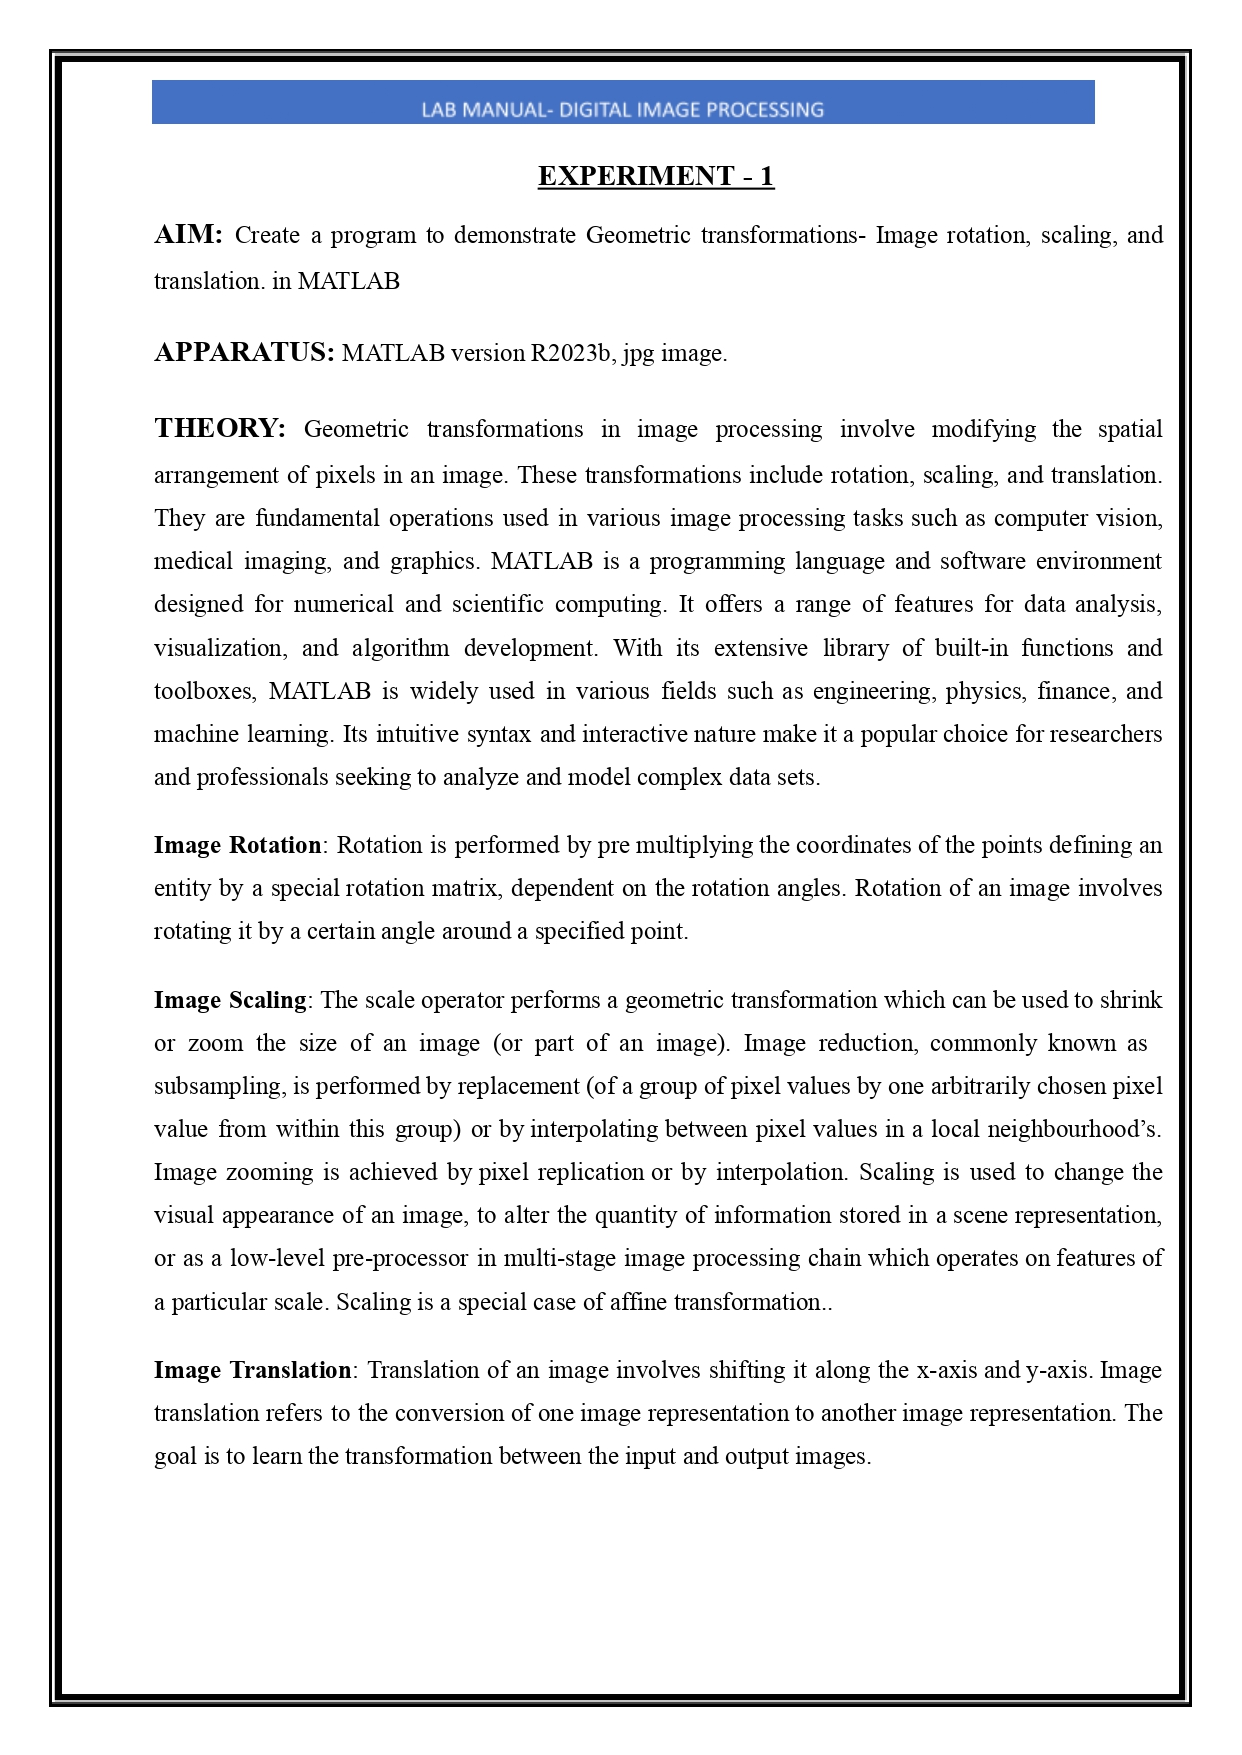 LAB MANUAL- DIGITAL IMAGE PROCESSING
EXPERIMENT - 1
AIM: Create a program to demonstrate Geometric transformations- Image rotation, scaling, and
translation. in MATLAB
APPARATUS: MATLAB version R2023b, jpg image.
THEORY: Geometric transformations in image processing involve modifying the spatial
arrangement of pixels in an image. These transformations include rotation, scaling, and translation.
They are fundamental operations used in various image processing tasks such as computer vision,
medical imaging, and graphics. MATLAB is a programming language and software environment
designed for numerical and scientific computing. It offers a range of features for data analysis,
visualization, and algorithm development. With its extensive library of built-in functions and
toolboxes, MATLAB is widely used in various fields such as engineering, physics, finance, and
machine learning. Its intuitive syntax and interactive nature make it a popular choice for researchers
and professionals seeking to analyze and model complex data sets.
Image Rotation: Rotation is performed by pre multiplying the coordinates of the points defining an
entity by a special rotation matrix, dependent on the rotation angles. Rotation of an image involves
rotating it by a certain angle around a specified point.
Image Scaling: The scale operator performs a geometric transformation which can be used to shrink
or zoom the size of an image (or part of an image). Image reduction, commonly known as
subsampling, is performed by replacement (of a group of pixel values by one arbitrarily chosen pixel
value from within this group) or by interpolating between pixel values in a local neighbourhood’s.
Image zooming is achieved by pixel replication or by interpolation. Scaling is used to change the
visual appearance of an image, to alter the quantity of information stored in a scene representation,
or as a low-level pre-processor in multi-stage image processing chain which operates on features of
a particular scale. Scaling is a special case of affine transformation..
Image Translation: Translation of an image involves shifting it along the x-axis and y-axis. Image
translation refers to the conversion of one image representation to another image representation. The
goal is to learn the transformation between the input and output images.